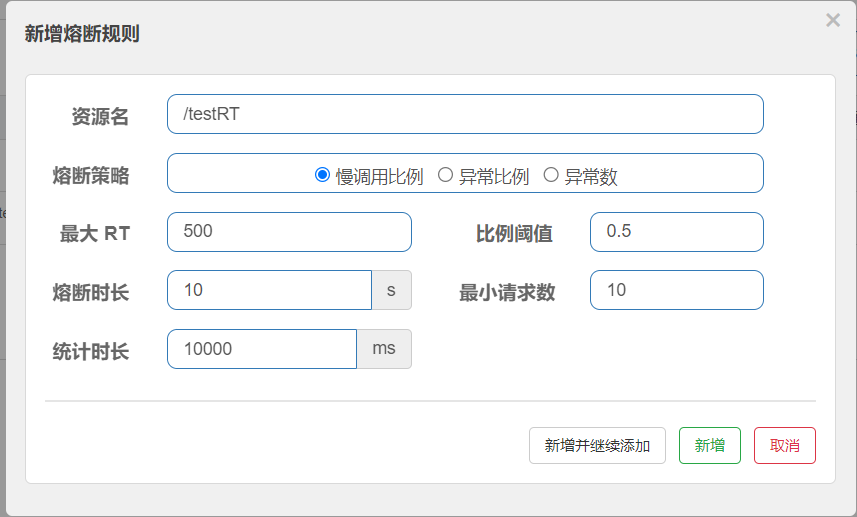 新增熔断规则
×
资源名 /testRT
熔断策略 慢调用比例 异常比例 异常数
最大 RT 500 比例阈值 0.5
熔断时长 10 s 最小请求数 10
统计时长 10000 ms
新增并继续添加 新增 取消